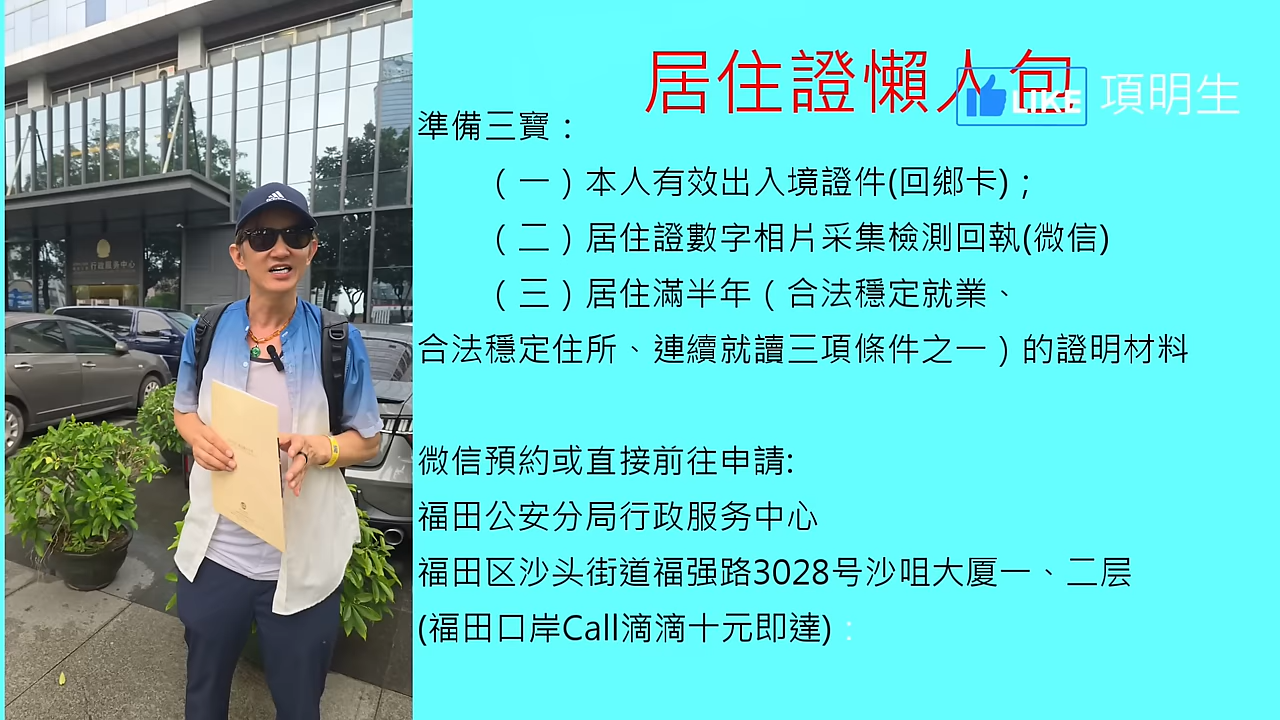 居住證懶人包
LIKE 項明生
準備三寶：
（一）本人有效出入境證件(回鄉卡)；
（二）居住證數字相片采集檢測回執(微信)
（三）居住滿半年（合法穩定就業、
合法穩定住所、連續就讀三項條件之一）的證明材料
微信預約或直接前往申請:
福田公安分局行政服务中心
福田区沙头街道福强路3028号沙咀大厦一、二层
(福田口岸Call滴滴十元即達)：
行政服务中心
adidas